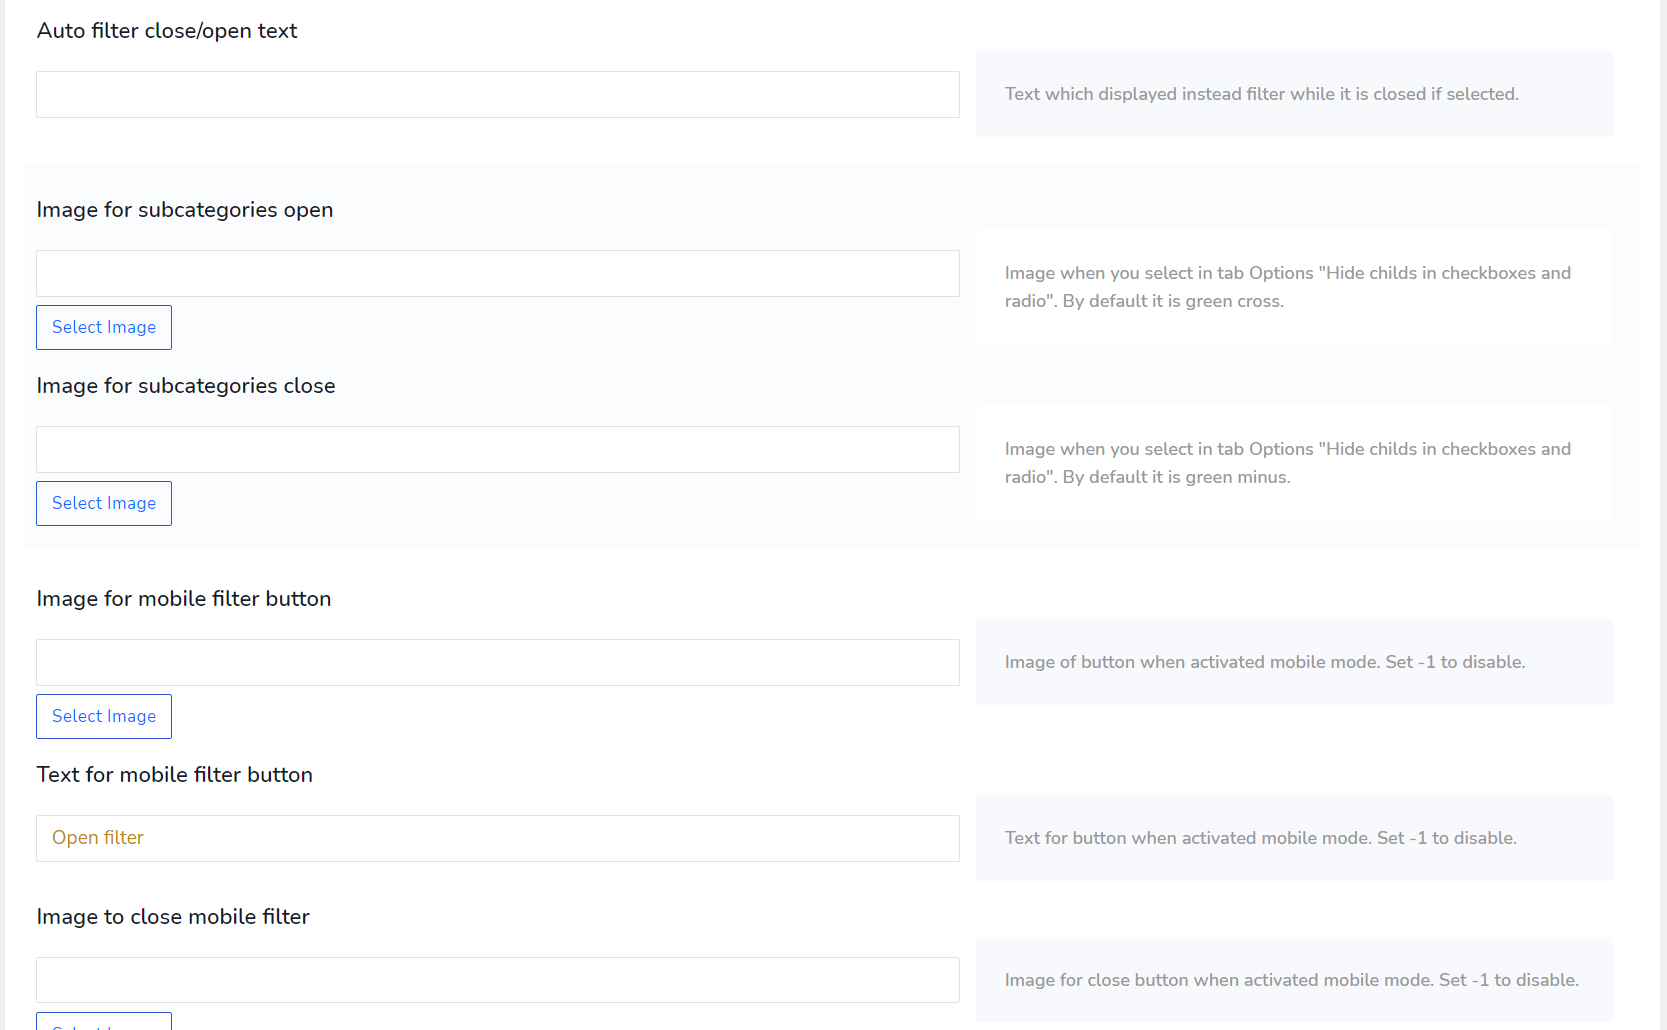 Auto filter close/open text
Text which displayed instead filter while it is closed if selected.
Image for subcategories open
Image when you select in tab Options "Hide childs in checkboxes and
radio". By default it is green cross.
Select Image
Image for subcategories close
Image when you select in tab Options "Hide childs in checkboxes and
radio". By default it is green minus.
Select Image
Image for mobile filter button
Image of button when activated mobile mode. Set -1 to disable.
Select Image
Text for mobile filter button
Open filter
Text for button when activated mobile mode. Set -1 to disable.
Image to close mobile filter
Image for close button when activated mobile mode. Set -1 to disable.